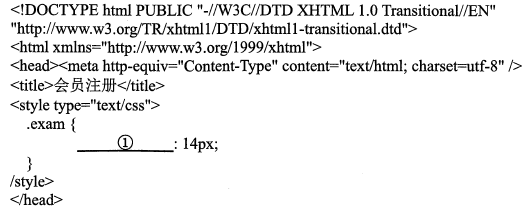 <!DOCTYPE html PUBLIC "-//W3C//DTD XHTML 1.0 Transitional//EN"
"http://www.w3.org/TR/xhtml1/DTD/xhtml1-transitional.dtd">
<html xmlns="http://www.w3.org/1999/xhtml">
<head><meta http-equiv="Content-Type" content="text/html; charset=utf-8" />
<title>会员注册</title>
<style type="text/css">
.exam {
①: 14px;
}
/style>
</head>